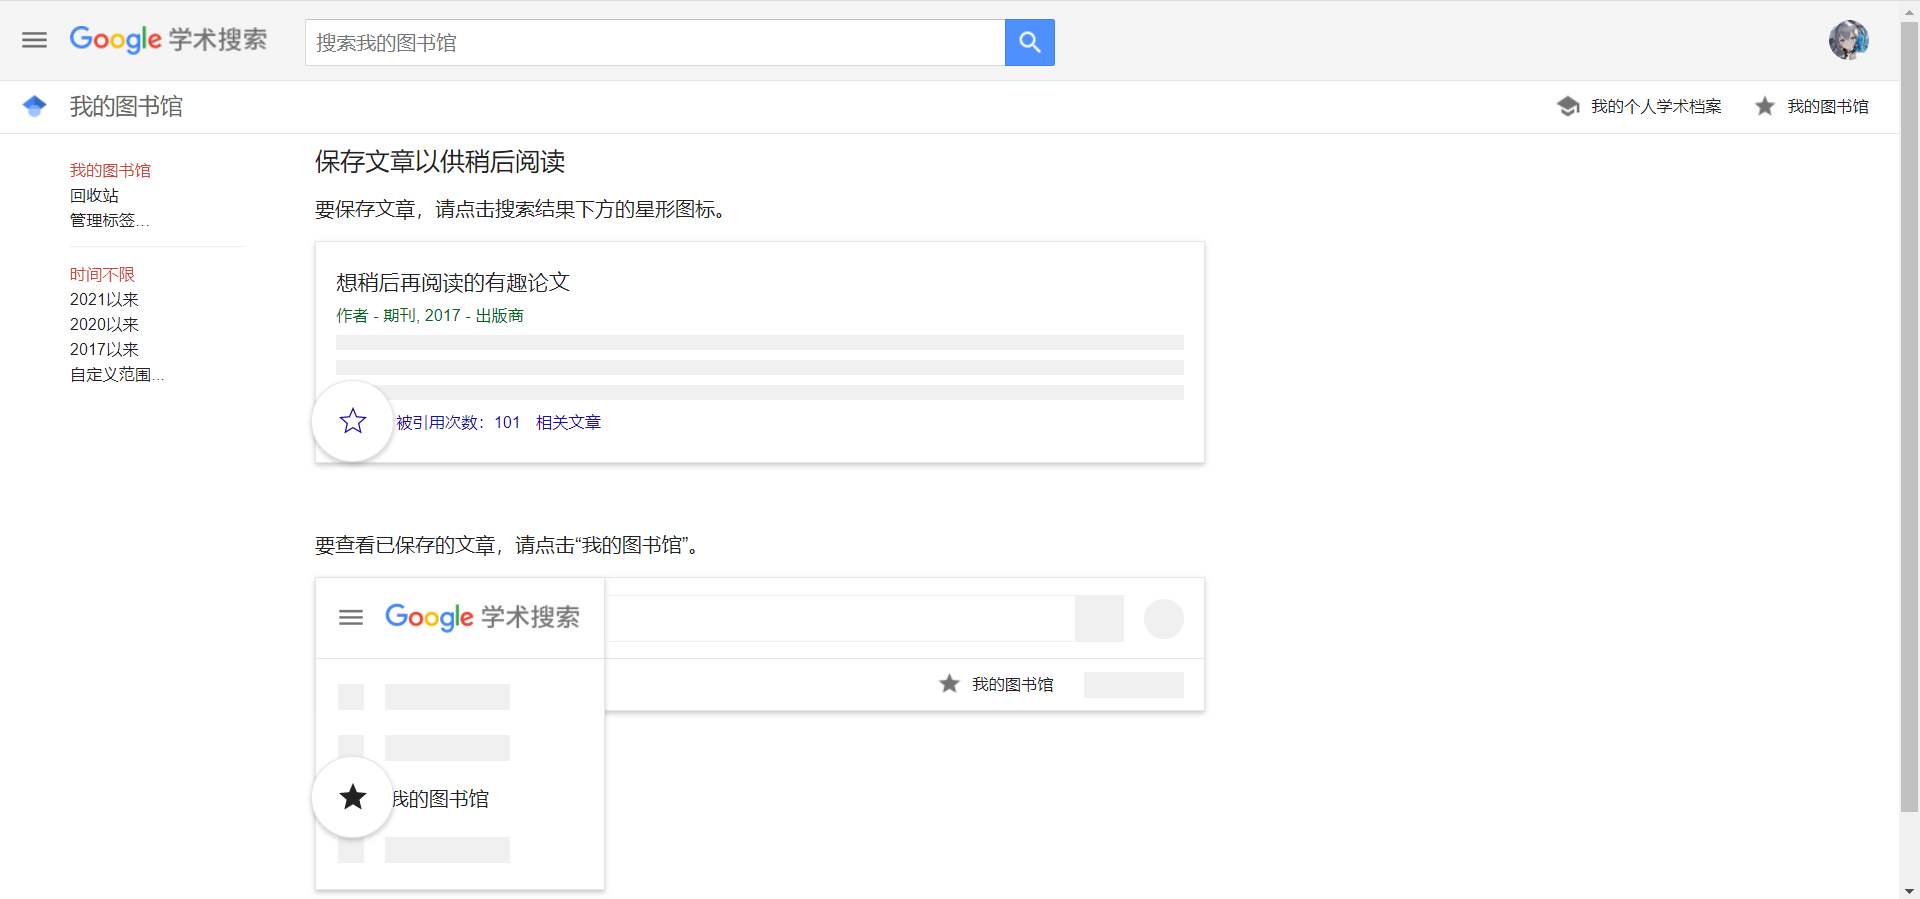 Google 学术搜索
搜索我的图书馆
我的图书馆
我的个人学术档案
我的图书馆
我的图书馆
回收站
管理标签...
时间不限
2021以来
2020以来
2017以来
自定义范围...
保存文章以供稍后阅读
要保存文章，请点击搜索结果下方的星形图标。
想稍后再阅读的有趣论文
作者 - 期刊, 2017 - 出版商
被引用次数：101 相关文章
要查看已保存的文章，请点击“我的图书馆”。
Google 学术搜索
我的图书馆
我的图书馆